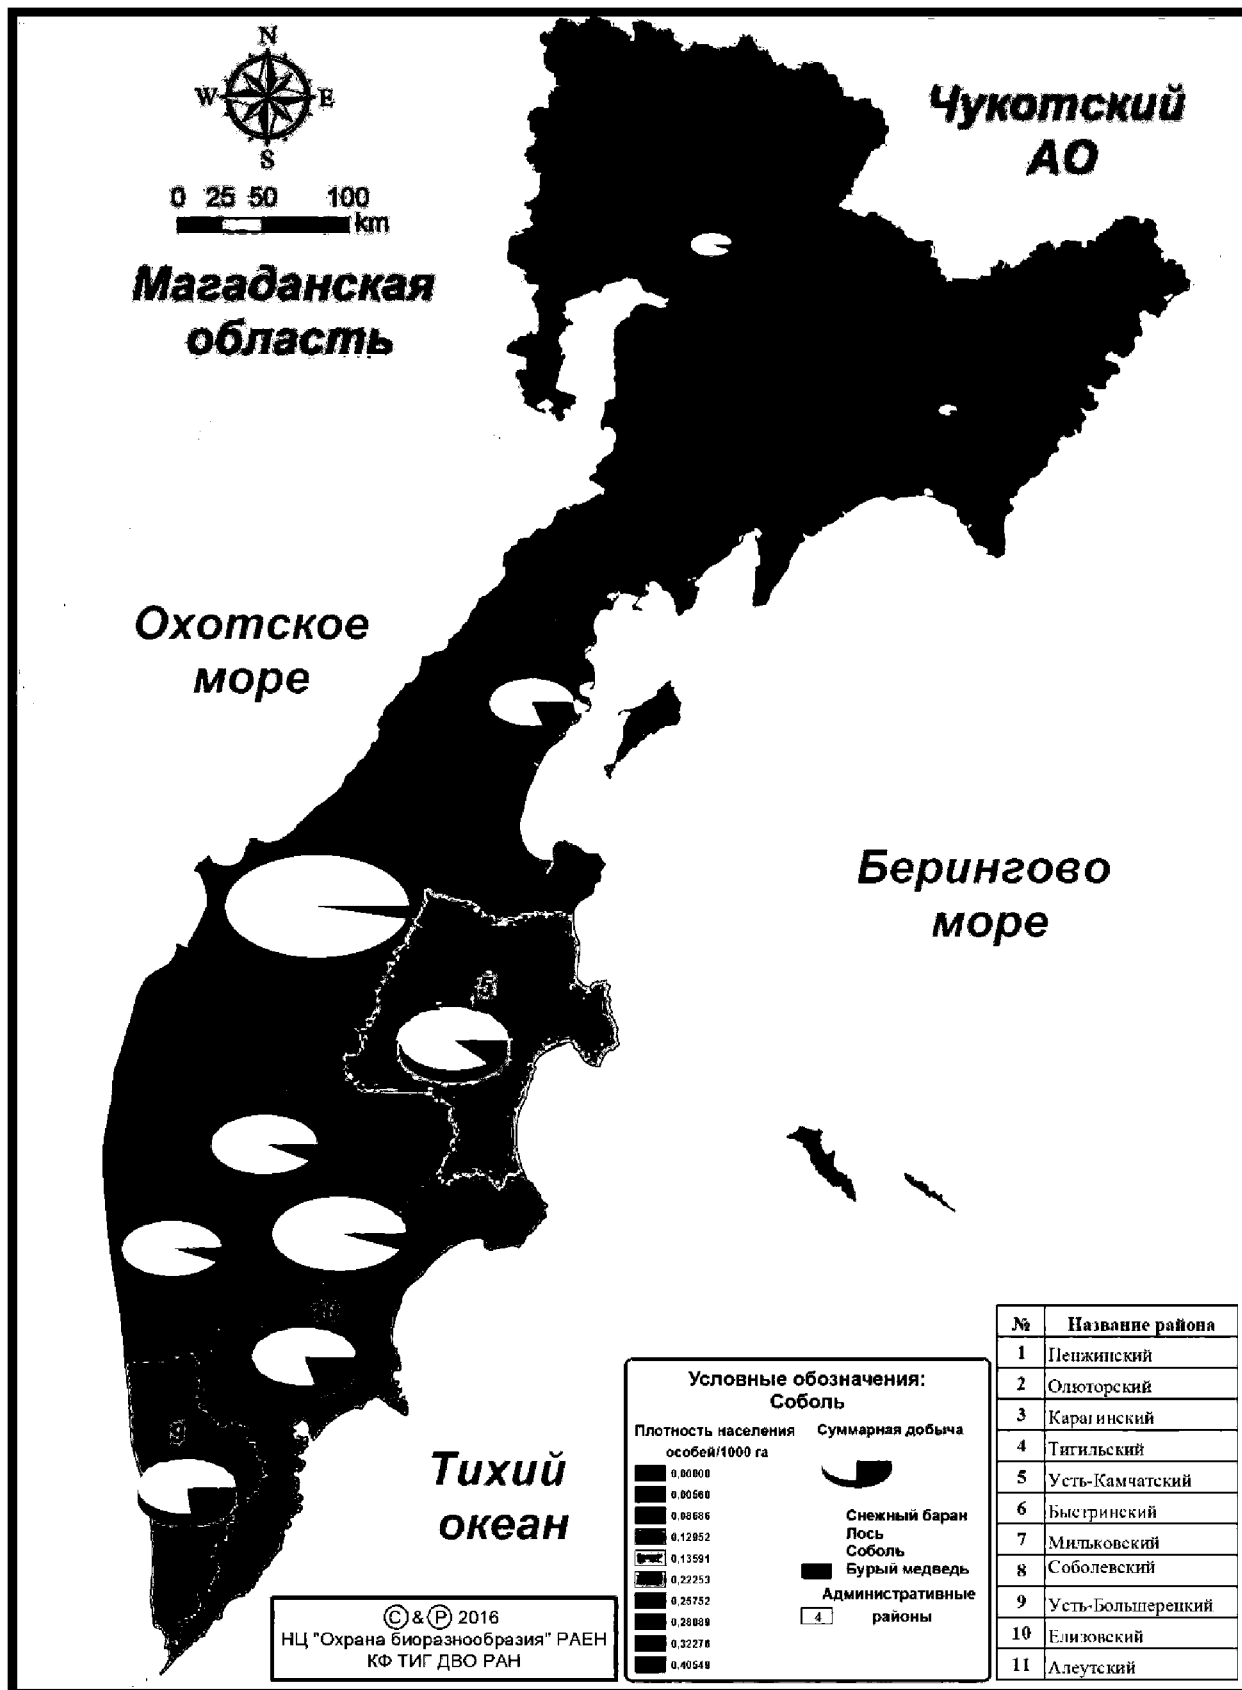 N
W E
S
0 25 50 100
km
Чукотский
АО
Магаданская
область
Охотское
море
Берингово
море
5
9
Тихий
океан
© & ℗ 2016
НЦ "Охрана биоразнообразия" РАЕН
КФ ТИГ ДВО РАН
Условные обозначения:
Соболь
Плотность населения
особей/1000 га
0,00000
0,00560
0,08686
0,12952
0,13591
0,22253
0,25752
0,28089
0,32276
0,40549
Суммарная добыча
Снежный баран
Лось
Соболь
Бурый медведь
Административные
4 районы
№ Название района
1 Пенжинский
2 Олюторский
3 Карагинский
4 Тигильский
5 Усть-Камчатский
6 Быстринский
7 Мильковский
8 Соболевский
9 Усть-Большерецкий
10 Елизовский
11 Алеутский